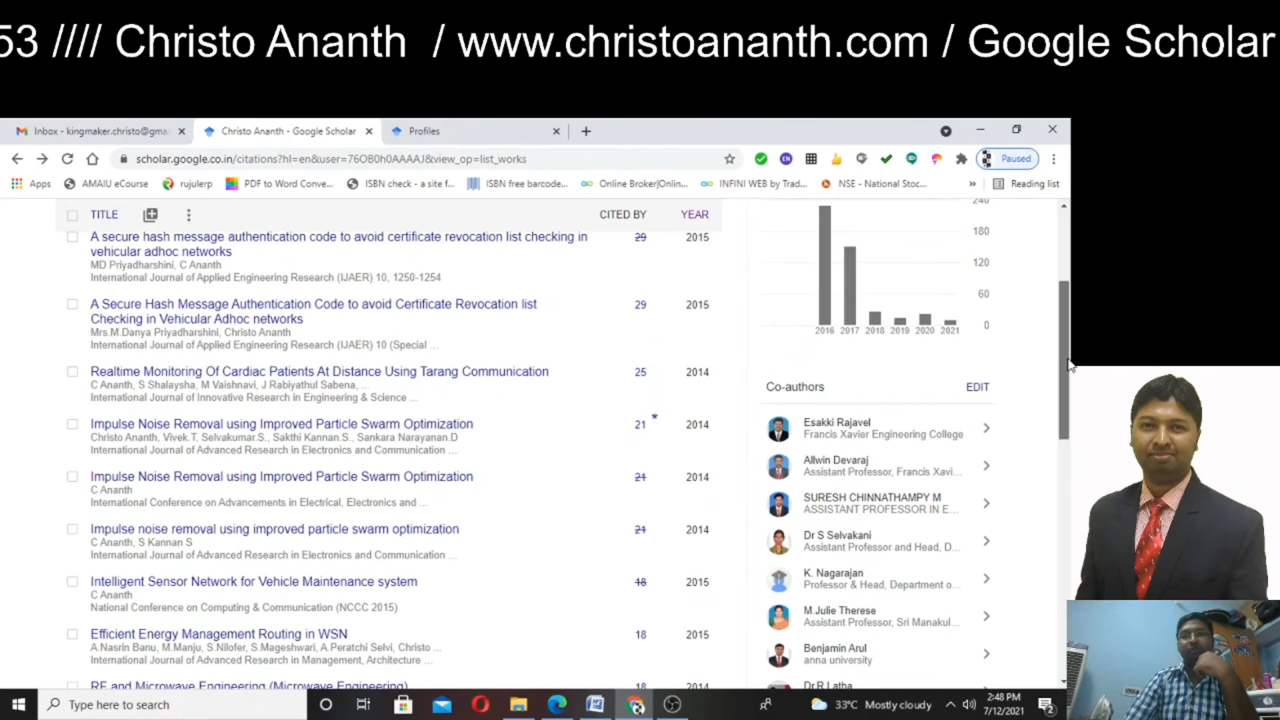 53 //// Christo Ananth / www.christoananth.com / Google Scholar
Inbox - kingmaker.christo@gma
Christo Ananth - Google Scholar
Profiles
scholar.google.co.in/citations?hl=en&user=76OB0h0AAAAJ&view_op=list_works
Paused
Apps
AMAIU eCourse
rujulerp
PDF to Word Conve...
ISBN check - a site f...
ISBN free barcode...
Online Broker|Onlin...
INFINI WEB by Trad...
NSE - National Stoc...
»
Reading list
TITLE
CITED BY
YEAR
A secure hash message authentication code to avoid certificate revocation list checking in 29 2015
vehicular adhoc networks
MD Priyadharshini, C Ananth
International Journal of Applied Engineering Research (IJAER) 10, 1250-1254
A Secure Hash Message Authentication Code to avoid Certificate Revocation list 29 2015
Checking in Vehicular Adhoc networks
Mrs.M.Danya Priyadharshini, Christo Ananth
International Journal of Applied Engineering Research (IJAER) 10 (Special ...
Realtime Monitoring Of Cardiac Patients At Distance Using Tarang Communication 25 2014
C Ananth, S Shalaysha, M Vaishnavi, J Rabiyathul Sabena, ...
International Journal of Innovative Research in Engineering & Science ...
Impulse Noise Removal using Improved Particle Swarm Optimization 21 * 2014
Christo Ananth, Vivek.T, Selvakumar.S., Sakthi Kannan.S., Sankara Narayanan.D
International Journal of Advanced Research in Electronics and Communication ...
Impulse Noise Removal using Improved Particle Swarm Optimization 21 2014
C Ananth
International Conference on Advancements in Electrical, Electronics and ...
Impulse noise removal using improved particle swarm optimization 21 2014
C Ananth, S Kannan S
International Journal of Advanced Research in Electronics and Communication ...
Intelligent Sensor Network for Vehicle Maintenance system 18 2015
C Ananth
National Conference on Computing & Communication (NCCC 2015)
Efficient Energy Management Routing in WSN 18 2015
A.Nasrin Banu, M.Manju, S.Nilofer, S.Mageshwari, A Peratchi Selvi, Christo ...
International Journal of Advanced Research in Management, Architecture ...
RF and Microwave Engineering (Microwave Engineering) 18 2014
240
180
120
60
0
2016 2017 2018 2019 2020 2021
Co-authors
EDIT
Esakki Rajavel
Francis Xavier Engineering College
Allwin Devaraj
Assistant Professor, Francis Xavi...
SURESH CHINNATHAMPY M
ASSISTANT PROFESSOR IN E...
Dr S Selvakani
Assistant Professor and Head, D...
K. Nagarajan
Professor & Head, Department o...
M.Julie Therese
Assistant Professor, Sri Manakul...
Benjamin Arul
anna university
Dr.R.Latha
Type here to search
33°C Mostly cloudy
2:48 PM
7/12/2021
2